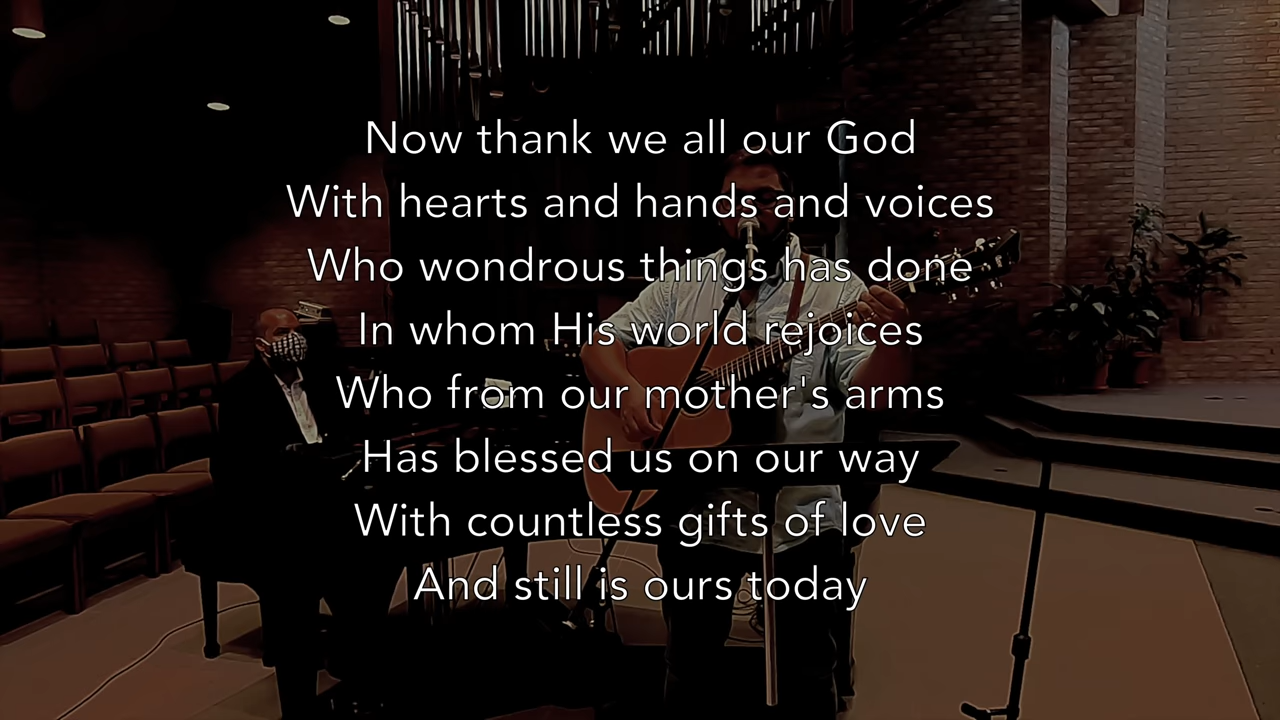 Now thank we all our God
With hearts and hands and voices
Who wondrous things has done
In whom His world rejoices
Who from our mother's arms
Has blessed us on our way
With countless gifts of love
And still is ours today